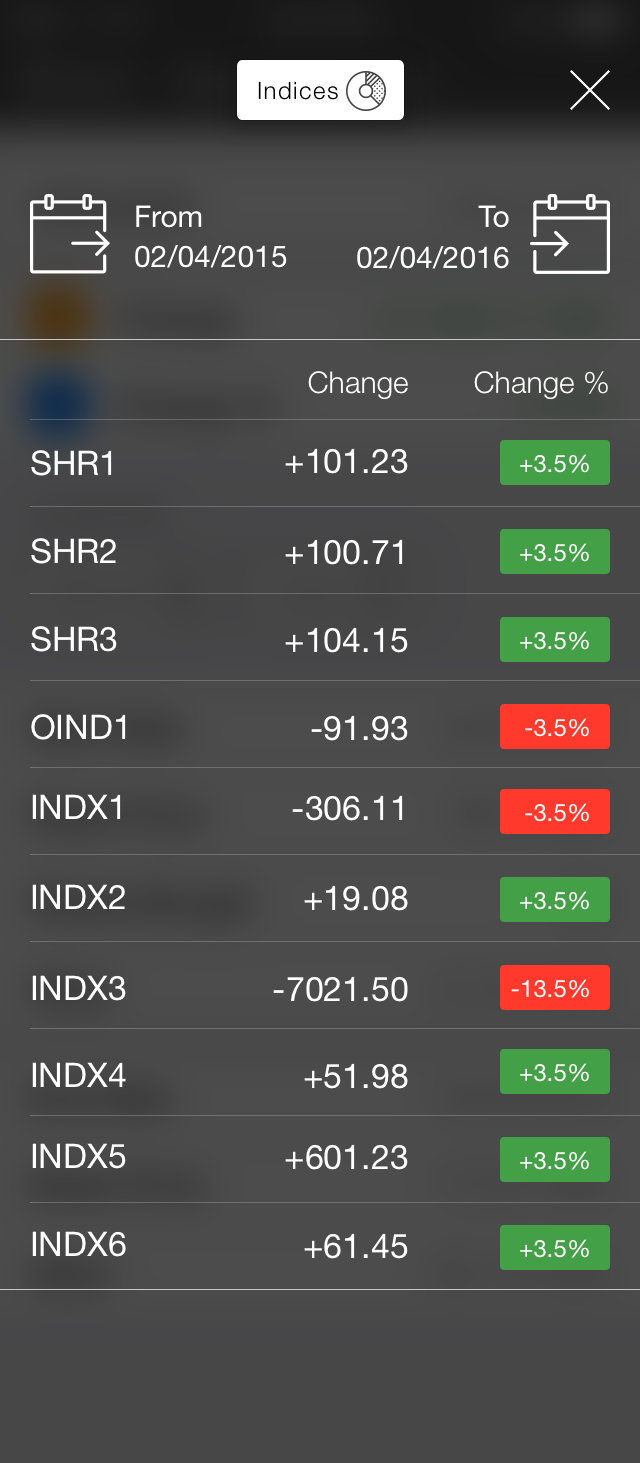 Indices
From
02/04/2015
To
02/04/2016
Change Change %
SHR1 +101.23 +3.5%
SHR2 +100.71 +3.5%
SHR3 +104.15 +3.5%
OIND1 -91.93 -3.5%
INDX1 -306.11 -3.5%
INDX2 +19.08 +3.5%
INDX3 -7021.50 -13.5%
INDX4 +51.98 +3.5%
INDX5 +601.23 +3.5%
INDX6 +61.45 +3.5%